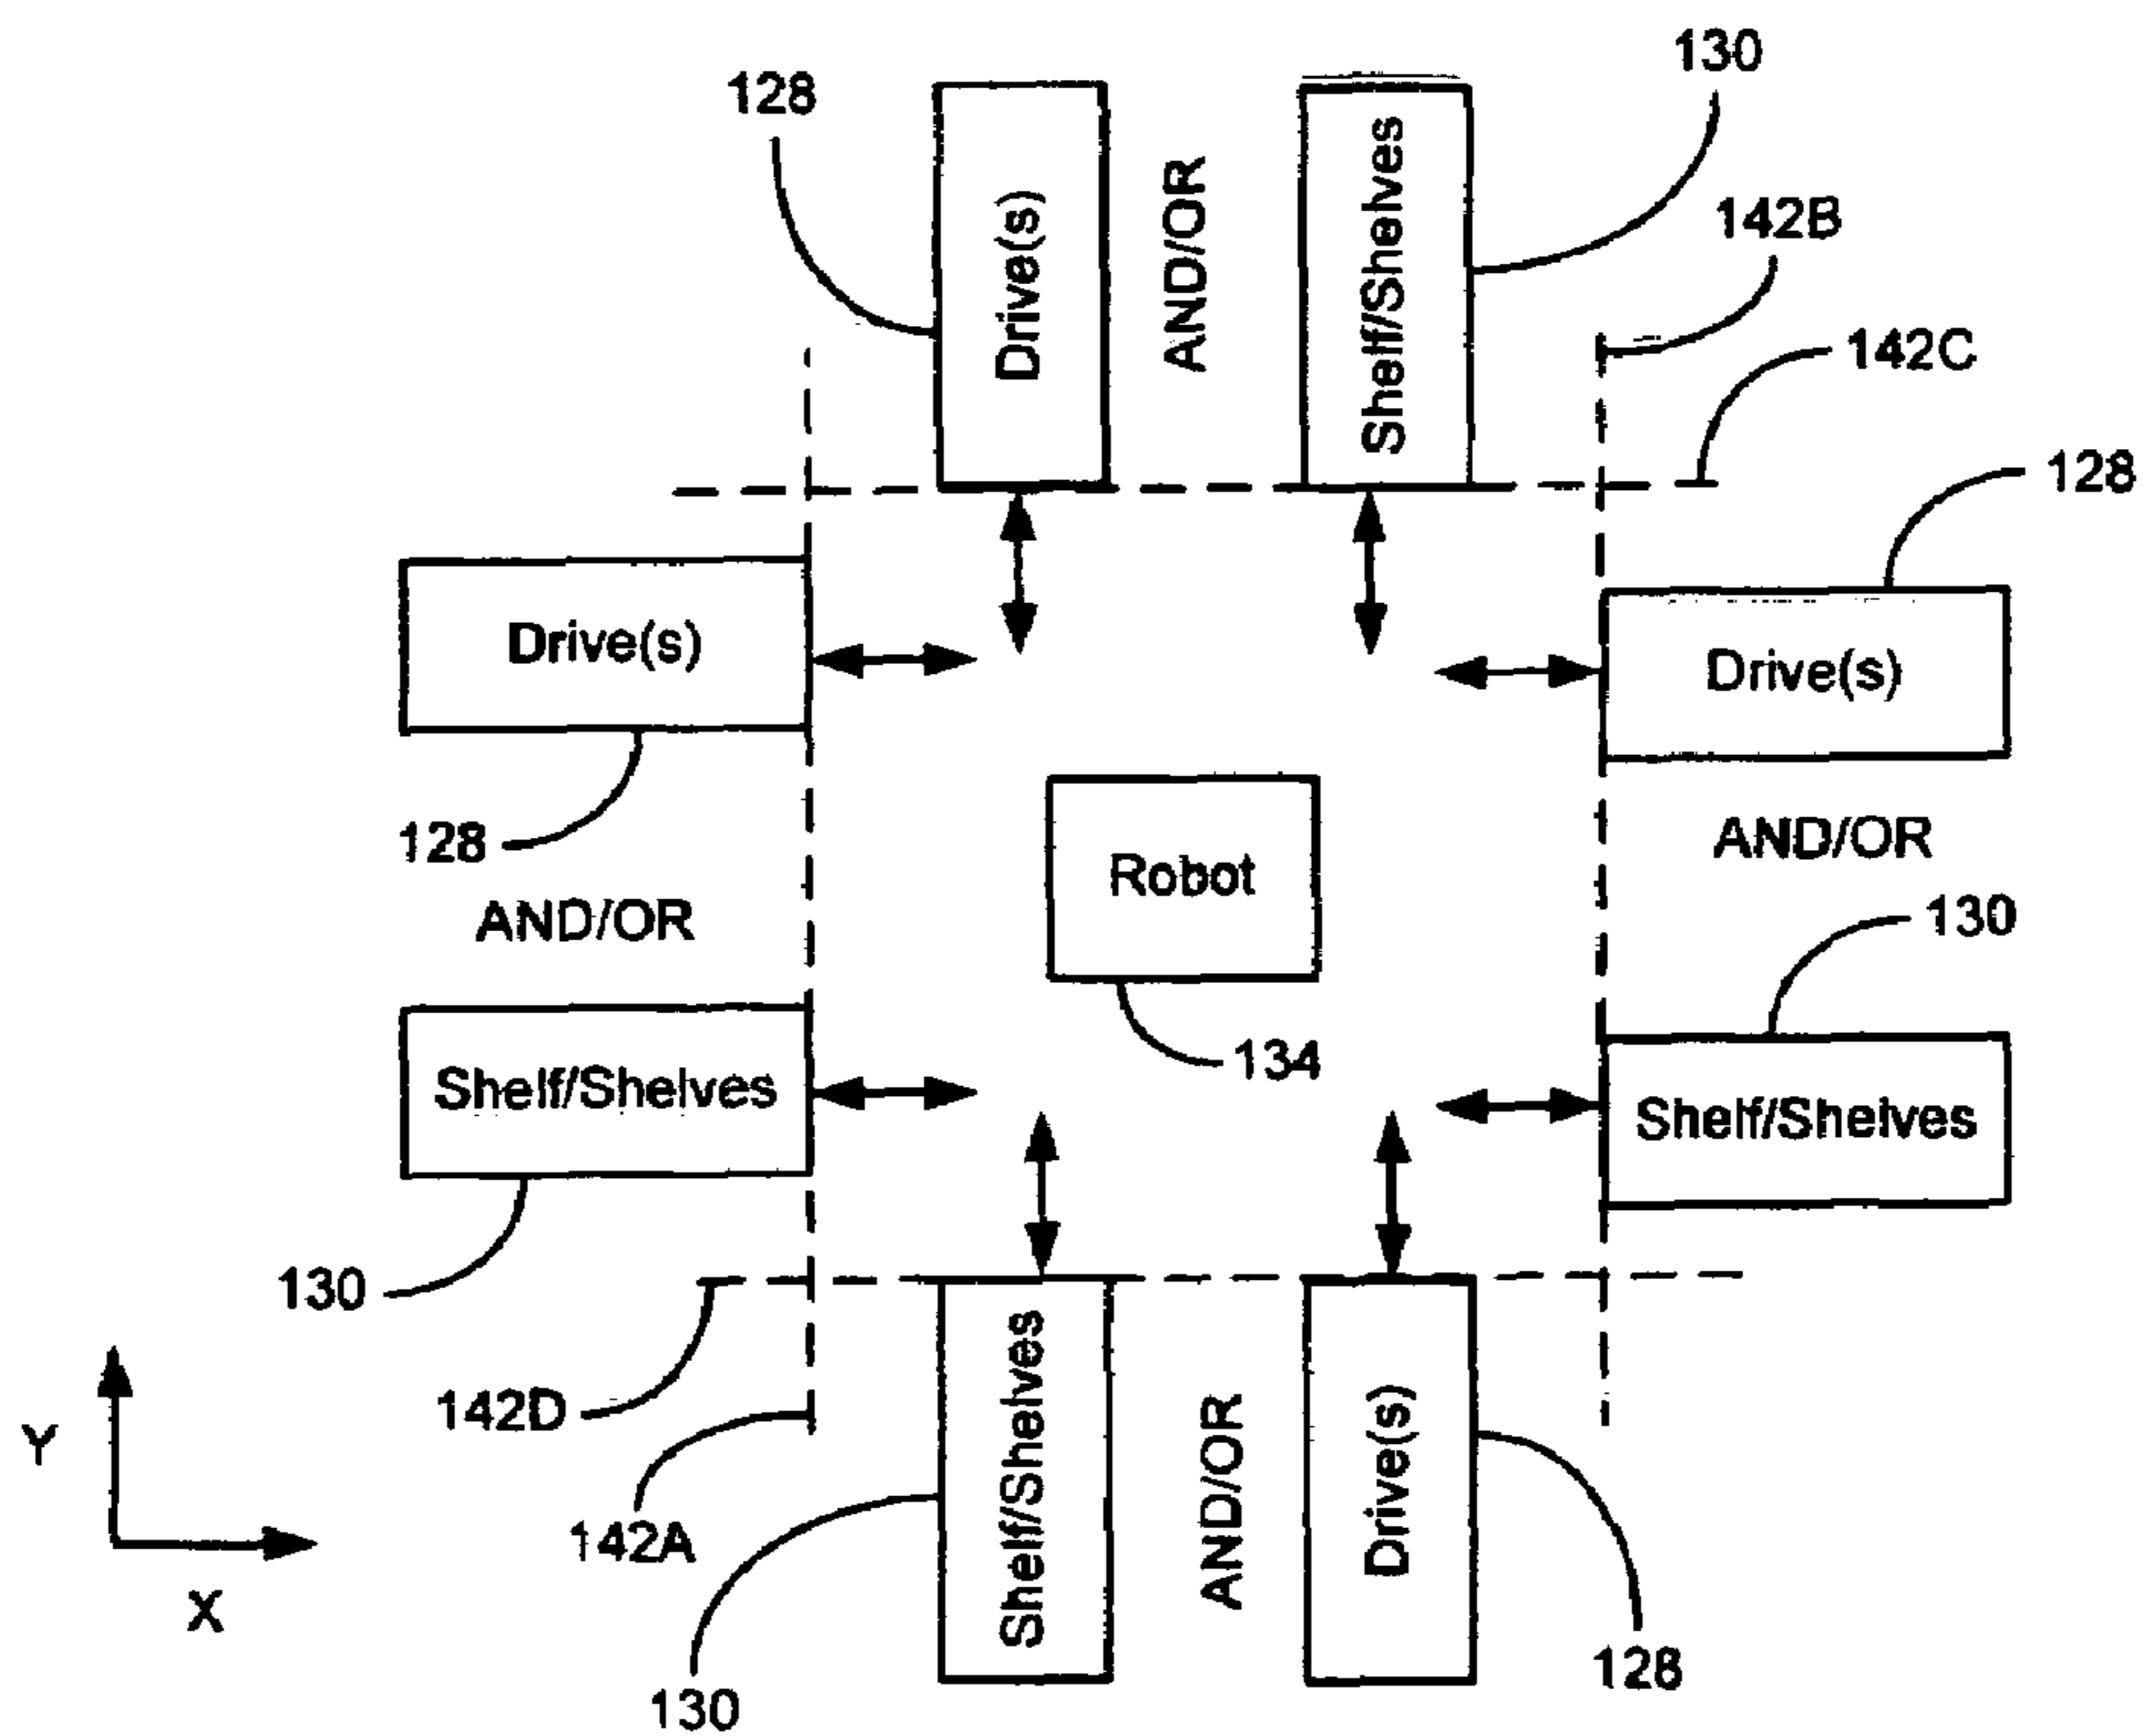 130
128
Drive(s)
AND/OR
Shelf/Shelves
142B
142C
128
Drive(s)
Drive(s)
128
AND/OR
Robot
AND/OR
130
134
Shelf/Shelves
Shelf/Shelves
130
142D
142A
Shelf/Shelves
AND/OR
Drive(s)
Y
X
130
128